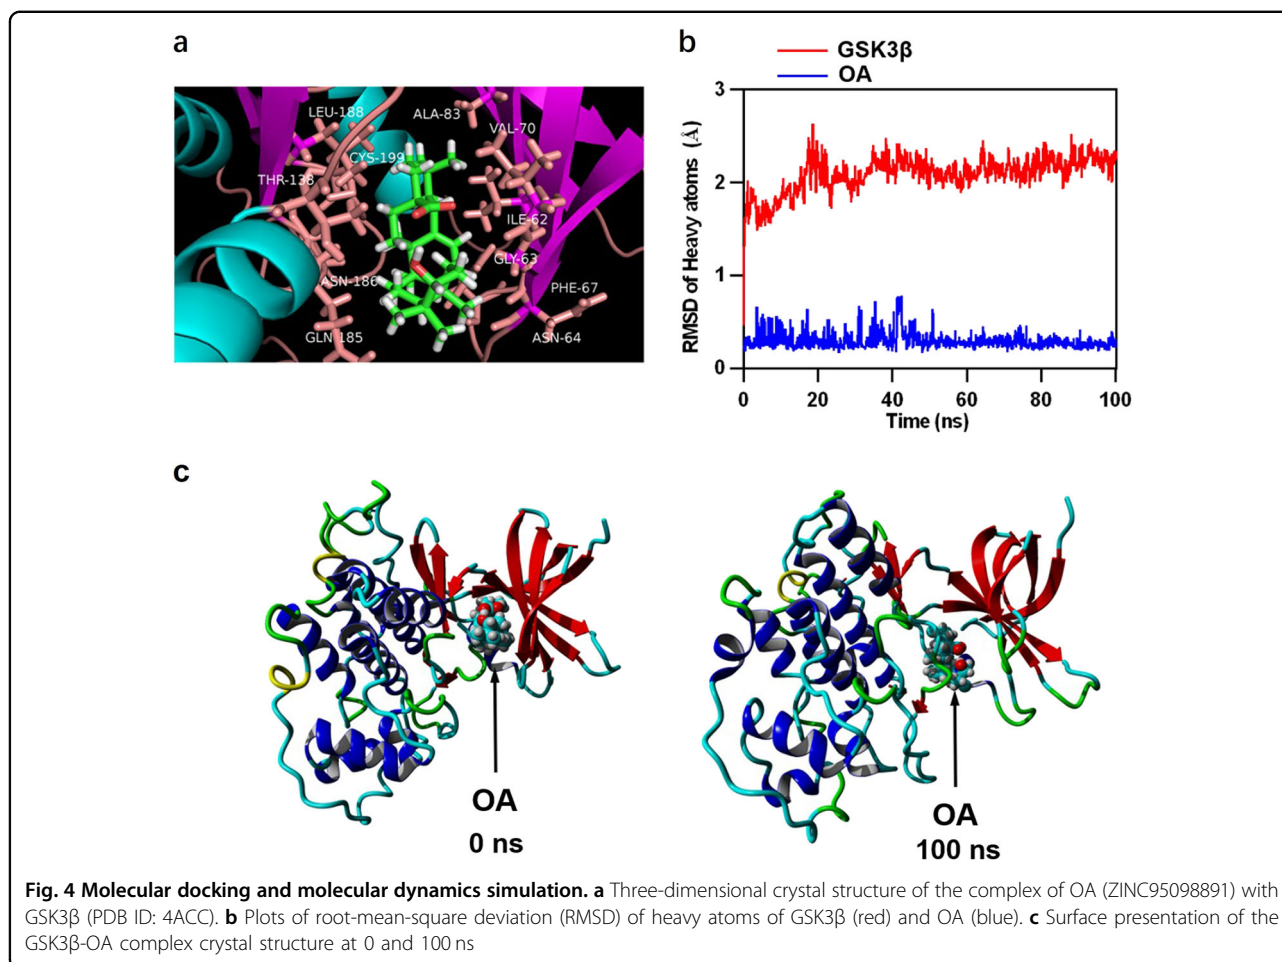 a
LEU-188
ALA-83
VAL-70
CYS-199
THR-138
ILE-62
GLY-63
ASN-186
PHE-67
GLN-185
ASN-64
b
GSK3β
OA
RMSD of Heavy atoms (Å)
3
2
1
0
0 20 40 60 80 100
Time (ns)
c
OA
0 ns
OA
100 ns
Fig. 4 Molecular docking and molecular dynamics simulation. a Three-dimensional crystal structure of the complex of OA (ZINC95098891) with
GSK3β (PDB ID: 4ACC). b Plots of root-mean-square deviation (RMSD) of heavy atoms of GSK3β (red) and OA (blue). c Surface presentation of the
GSK3β-OA complex crystal structure at 0 and 100 ns